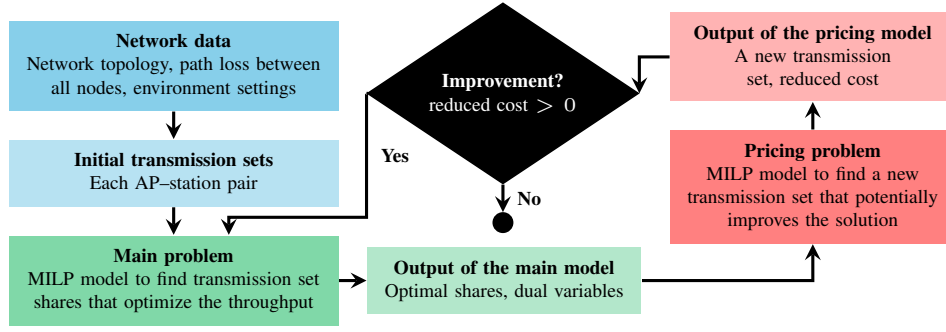 Network data
Network topology, path loss between
all nodes, environment settings
Initial transmission sets
Each AP–station pair
Main problem
MILP model to find transmission set
shares that optimize the throughput
Output of the main model
Optimal shares, dual variables
Pricing problem
MILP model to find a new
transmission set that potentially
improves the solution
Output of the pricing model
A new transmission
set, reduced cost
Improvement?
reduced cost > 0
Yes
No